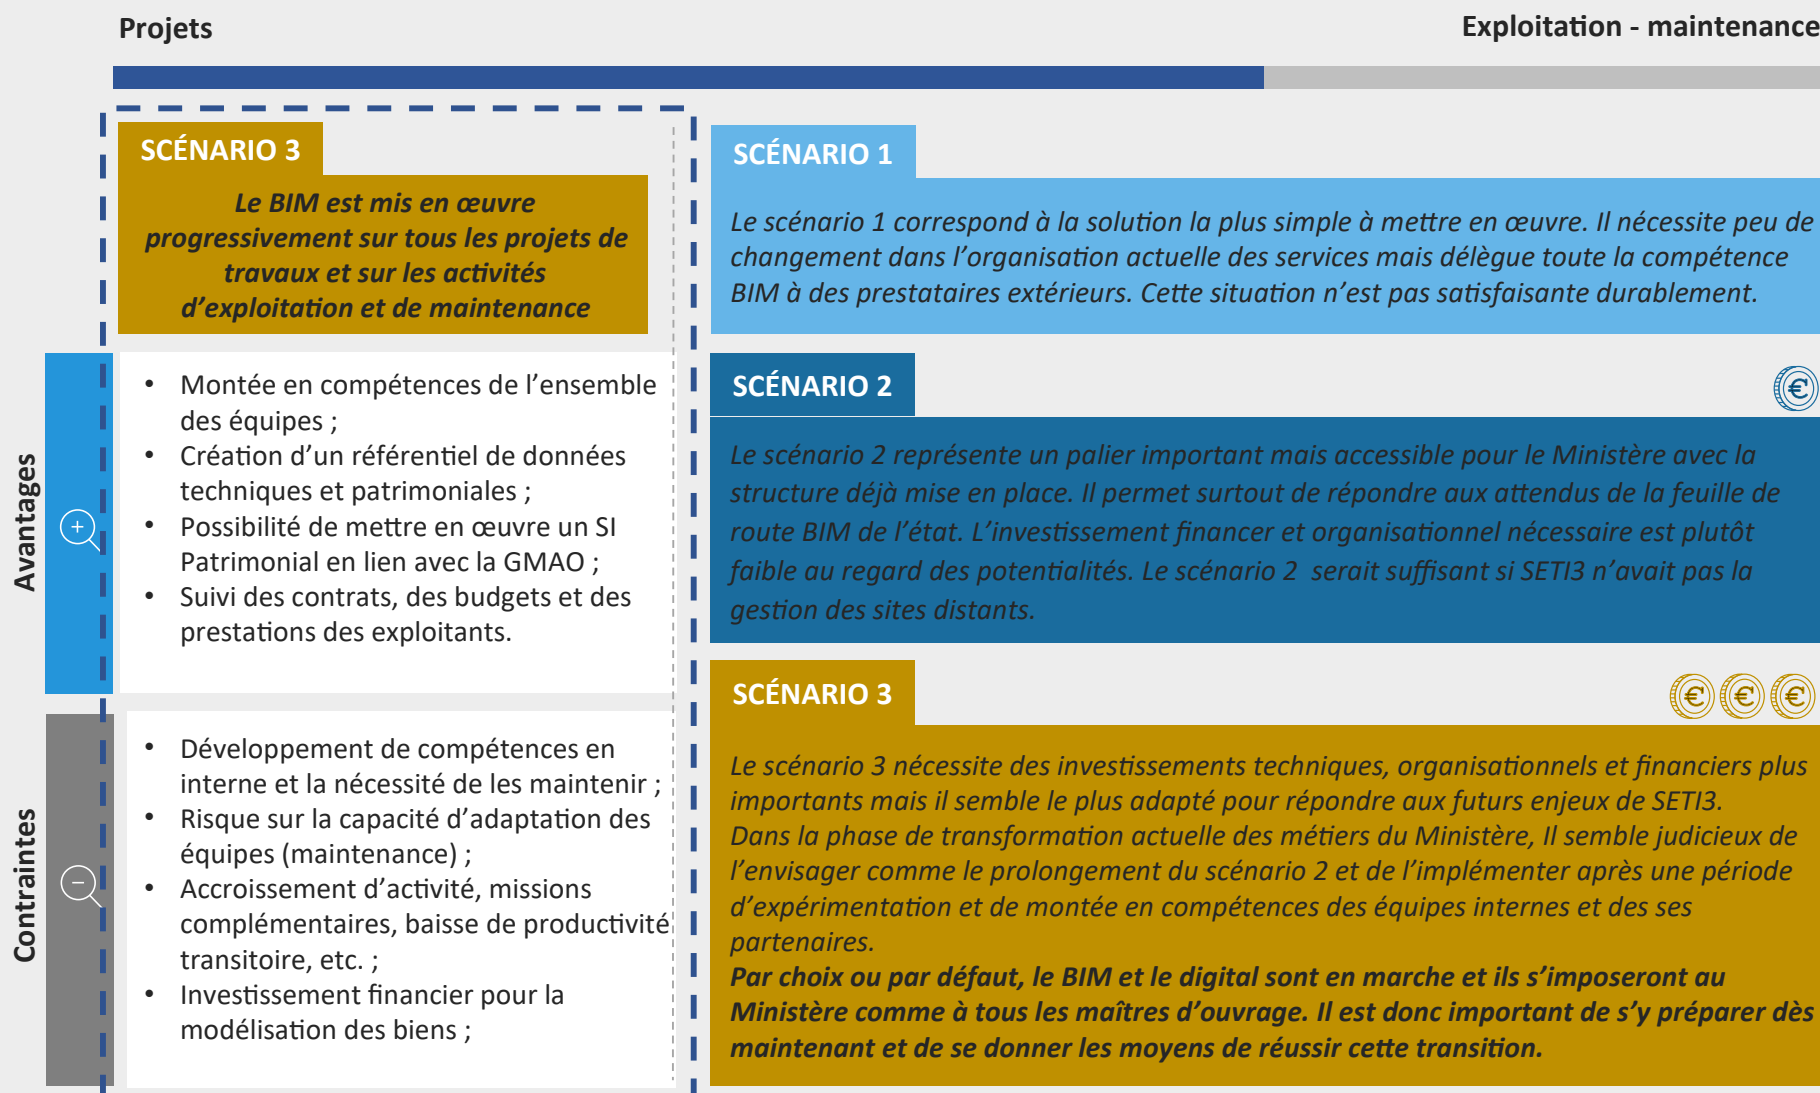 Projets
Exploitation - maintenance
SCÉNARIO 3
Le BIM est mis en œuvre
progressivement sur tous les projets de
travaux et sur les activités
d'exploitation et de maintenance
Avantages
• Montée en compétences de l'ensemble
des équipes ;
• Création d'un référentiel de données
techniques et patrimoniales ;
• Possibilité de mettre en œuvre un SI
Patrimonial en lien avec la GMAO ;
• Suivi des contrats, des budgets et des
prestations des exploitants.
Contraintes
• Développement de compétences en
interne et la nécessité de les maintenir ;
• Risque sur la capacité d'adaptation des
équipes (maintenance) ;
• Accroissement d'activité, missions
complémentaires, baisse de productivité
transitoire, etc. ;
• Investissement financier pour la
modélisation des biens ;
SCÉNARIO 1
Le scénario 1 correspond à la solution la plus simple à mettre en œuvre. Il nécessite peu de
changement dans l'organisation actuelle des services mais délègue toute la compétence
BIM à des prestataires extérieurs. Cette situation n'est pas satisfaisante durablement.
SCÉNARIO 2
€
Le scénario 2 représente un palier important mais accessible pour le Ministère avec la
structure déjà mise en place. Il permet surtout de répondre aux attendus de la feuille de
route BIM de l'état. L'investissement financer et organisationnel nécessaire est plutôt
faible au regard des potentialités. Le scénario 2  serait suffisant si SETI3 n'avait pas la
gestion des sites distants.
SCÉNARIO 3
€ € €
Le scénario 3 nécessite des investissements techniques, organisationnels et financiers plus
importants mais il semble le plus adapté pour répondre aux futurs enjeux de SETI3.
Dans la phase de transformation actuelle des métiers du Ministère, Il semble judicieux de
l'envisager comme le prolongement du scénario 2 et de l'implémenter après une période
d'expérimentation et de montée en compétences des équipes internes et des ses
partenaires.
Par choix ou par défaut, le BIM et le digital sont en marche et ils s'imposeront au
Ministère comme à tous les maîtres d'ouvrage. Il est donc important de s'y préparer dès
maintenant et de se donner les moyens de réussir cette transition.